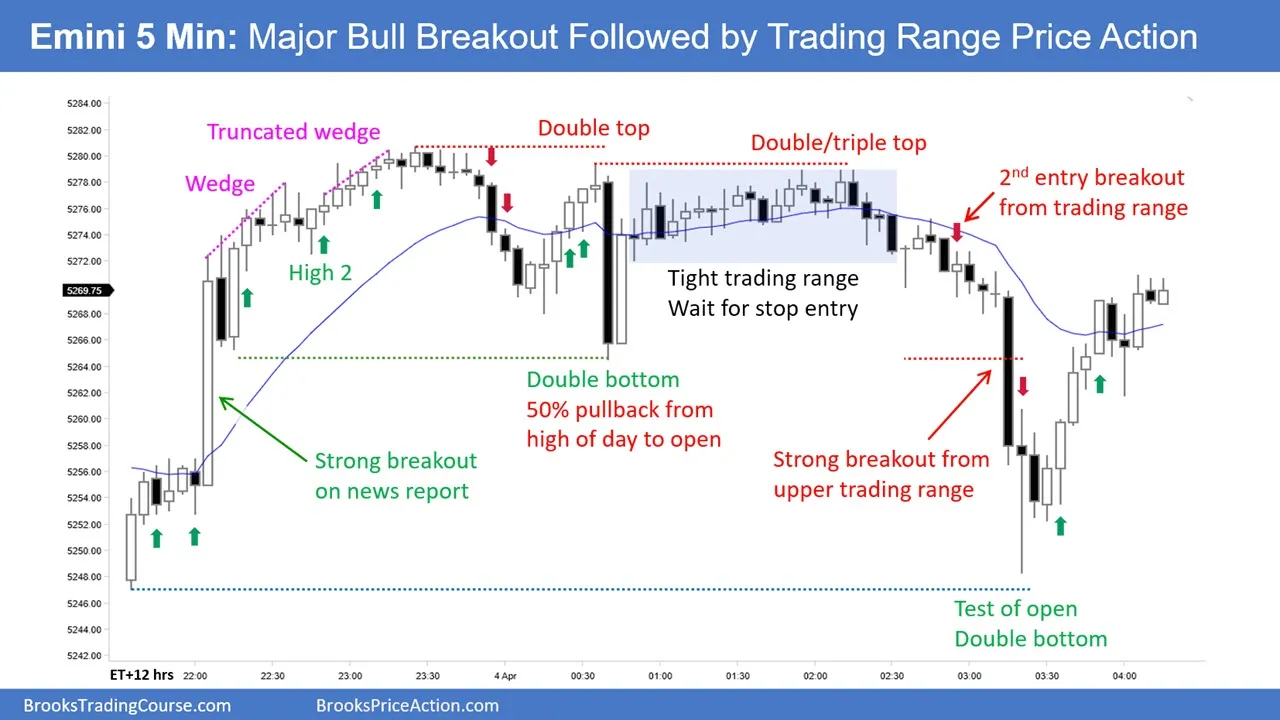 Emini 5 Min: Major Bull Breakout Followed by Trading Range Price Action
5284.00
5282.00
5280.00
5278.00
5276.00
5274.00
5272.00
5269.75
5268.00
5266.00
5264.00
5262.00
5260.00
5258.00
5256.00
5254.00
5252.00
5250.00
5248.00
5246.00
5244.00
5242.00
Truncated wedge
Wedge
High 2
Double top
Double/triple top
2nd entry breakout
from trading range
Tight trading range
Wait for stop entry
Double bottom
50% pullback from
high of day to open
Strong breakout
on news report
Strong breakout from
upper trading range
Test of open
Double bottom
ET+12 hrs
22:00
22:30
23:00
23:30
4 Apr
00:30
01:00
01:30
02:00
02:30
03:00
03:30
04:00
BrooksTradingCourse.com
BrooksPriceAction.com